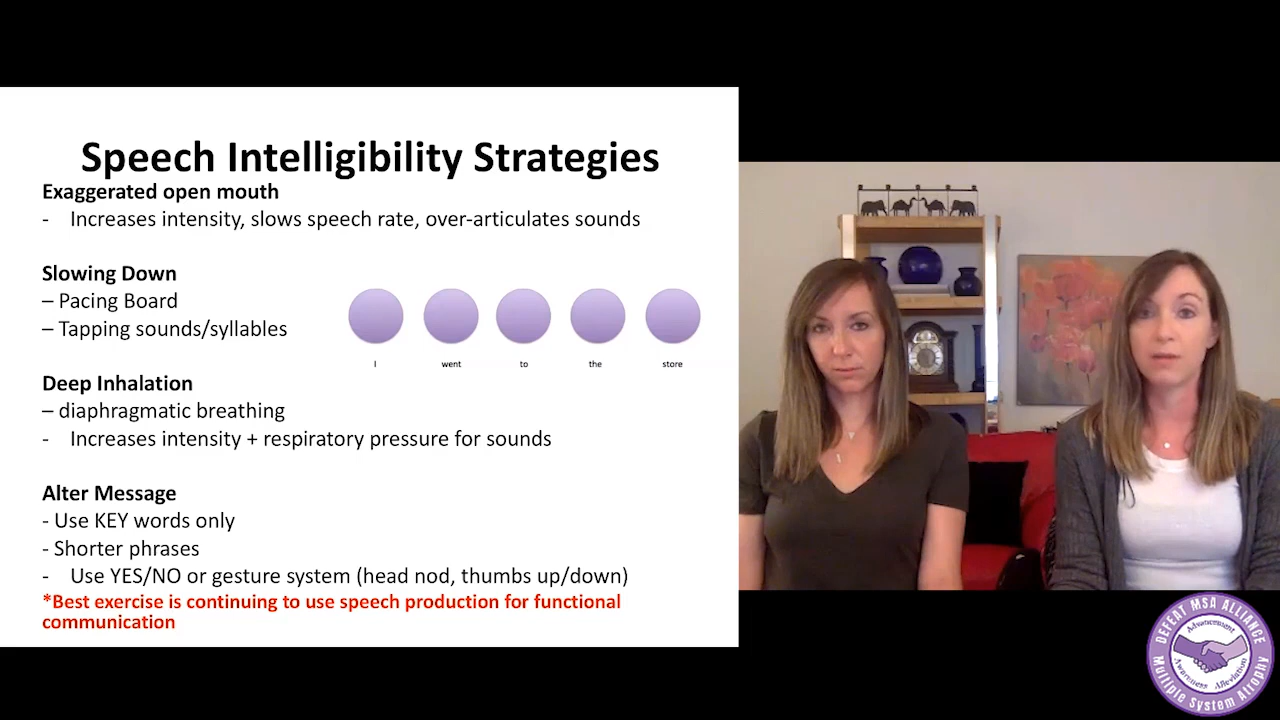 Speech Intelligibility Strategies
Exaggerated open mouth
- Increases intensity, slows speech rate, over-articulates sounds
Slowing Down
– Pacing Board
– Tapping sounds/syllables
I went to the store
Deep Inhalation
– diaphragmatic breathing
- Increases intensity + respiratory pressure for sounds
Alter Message
- Use KEY words only
- Shorter phrases
- Use YES/NO or gesture system (head nod, thumbs up/down)
*Best exercise is continuing to use speech production for functional
communication
DEFEAT MSA ALLIANCE
Advancement
Awareness Alleviation
Multiple System Atrophy